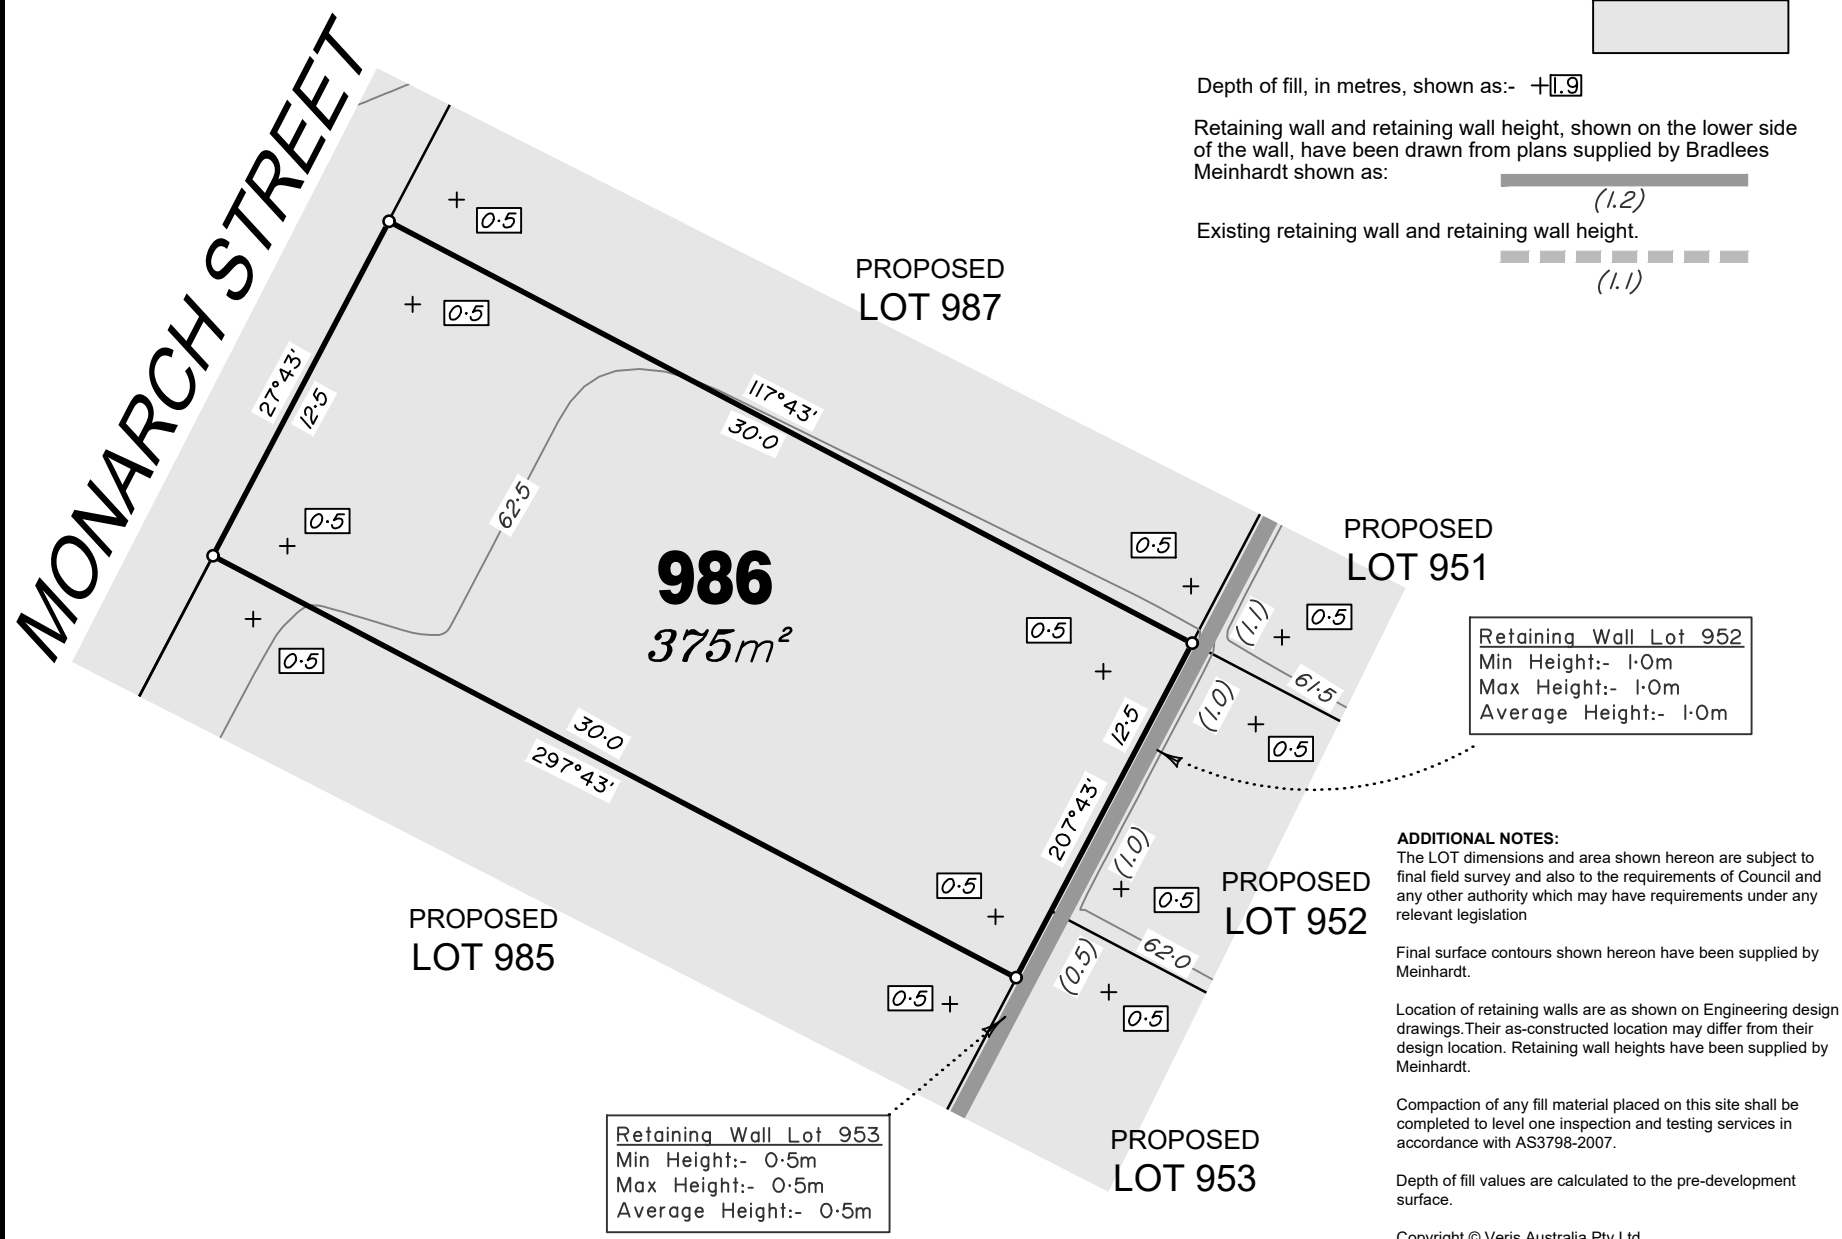 Depth of fill, in metres, shown as:- +1.9
Retaining wall and retaining wall height, shown on the lower side
of the wall, have been drawn from plans supplied by Bradlees
Meinhardt shown as:
(1.2)
Existing retaining wall and retaining wall height.
(1.1)
MONARCH STREET
0·5
0·5
PROPOSED
LOT 987
27°43'
12·5
117°43'
30·0
62·5
0·5
0·5
986
375m²
0·5
0·5
PROPOSED
LOT 951
(1.1)
0·5
61·5
(1.0)
0·5
Retaining Wall Lot 952
Min Height:- 1·0m
Max Height:- 1·0m
Average Height:- 1·0m
12·5
207°43'
30·0
297°43'
(1.0)
0·5
0·5
PROPOSED
LOT 952
PROPOSED
LOT 985
62·0
(0.5)
0·5
0·5
Retaining Wall Lot 953
Min Height:- 0·5m
Max Height:- 0·5m
Average Height:- 0·5m
PROPOSED
LOT 953
ADDITIONAL NOTES:
The LOT dimensions and area shown hereon are subject to
final field survey and also to the requirements of Council and
any other authority which may have requirements under any
relevant legislation
Final surface contours shown hereon have been supplied by
Meinhardt.
Location of retaining walls are as shown on Engineering design
drawings.Their as-constructed location may differ from their
design location. Retaining wall heights have been supplied by
Meinhardt.
Compaction of any fill material placed on this site shall be
completed to level one inspection and testing services in
accordance with AS3798-2007.
Depth of fill values are calculated to the pre-development
surface.
Copyright © Veris Australia Pty Ltd